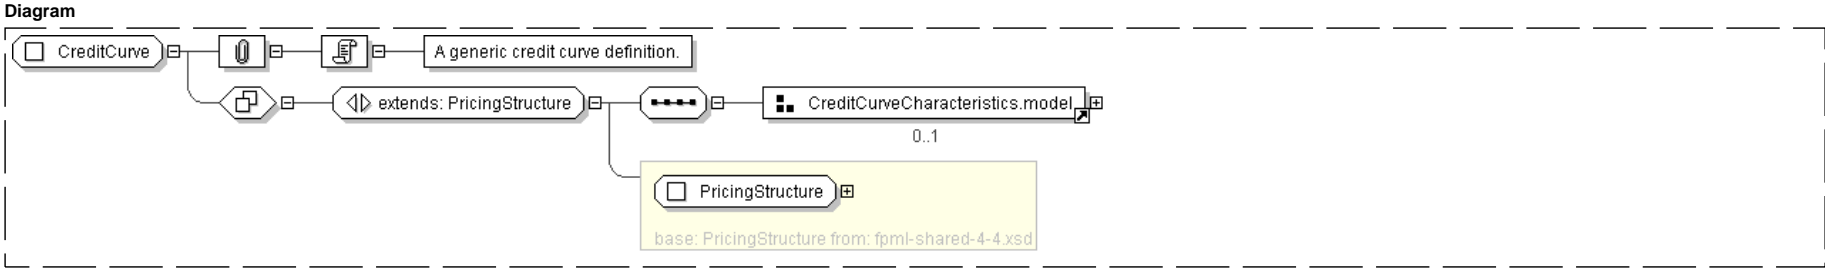 Diagram
CreditCurve
A generic credit curve definition.
extends: PricingStructure
CreditCurveCharacteristics.model
0..1
PricingStructure
base: PricingStructure from: fpml-shared-4-4.xsd